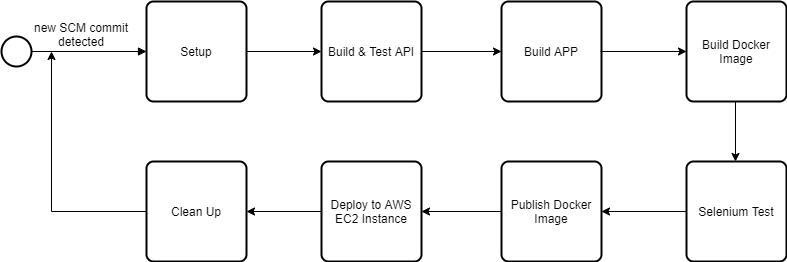 new SCM commit
detected
Setup
Build & Test API
Build APP
Build Docker
Image
Clean Up
Deploy to AWS
EC2 Instance
Publish Docker
Image
Selenium Test